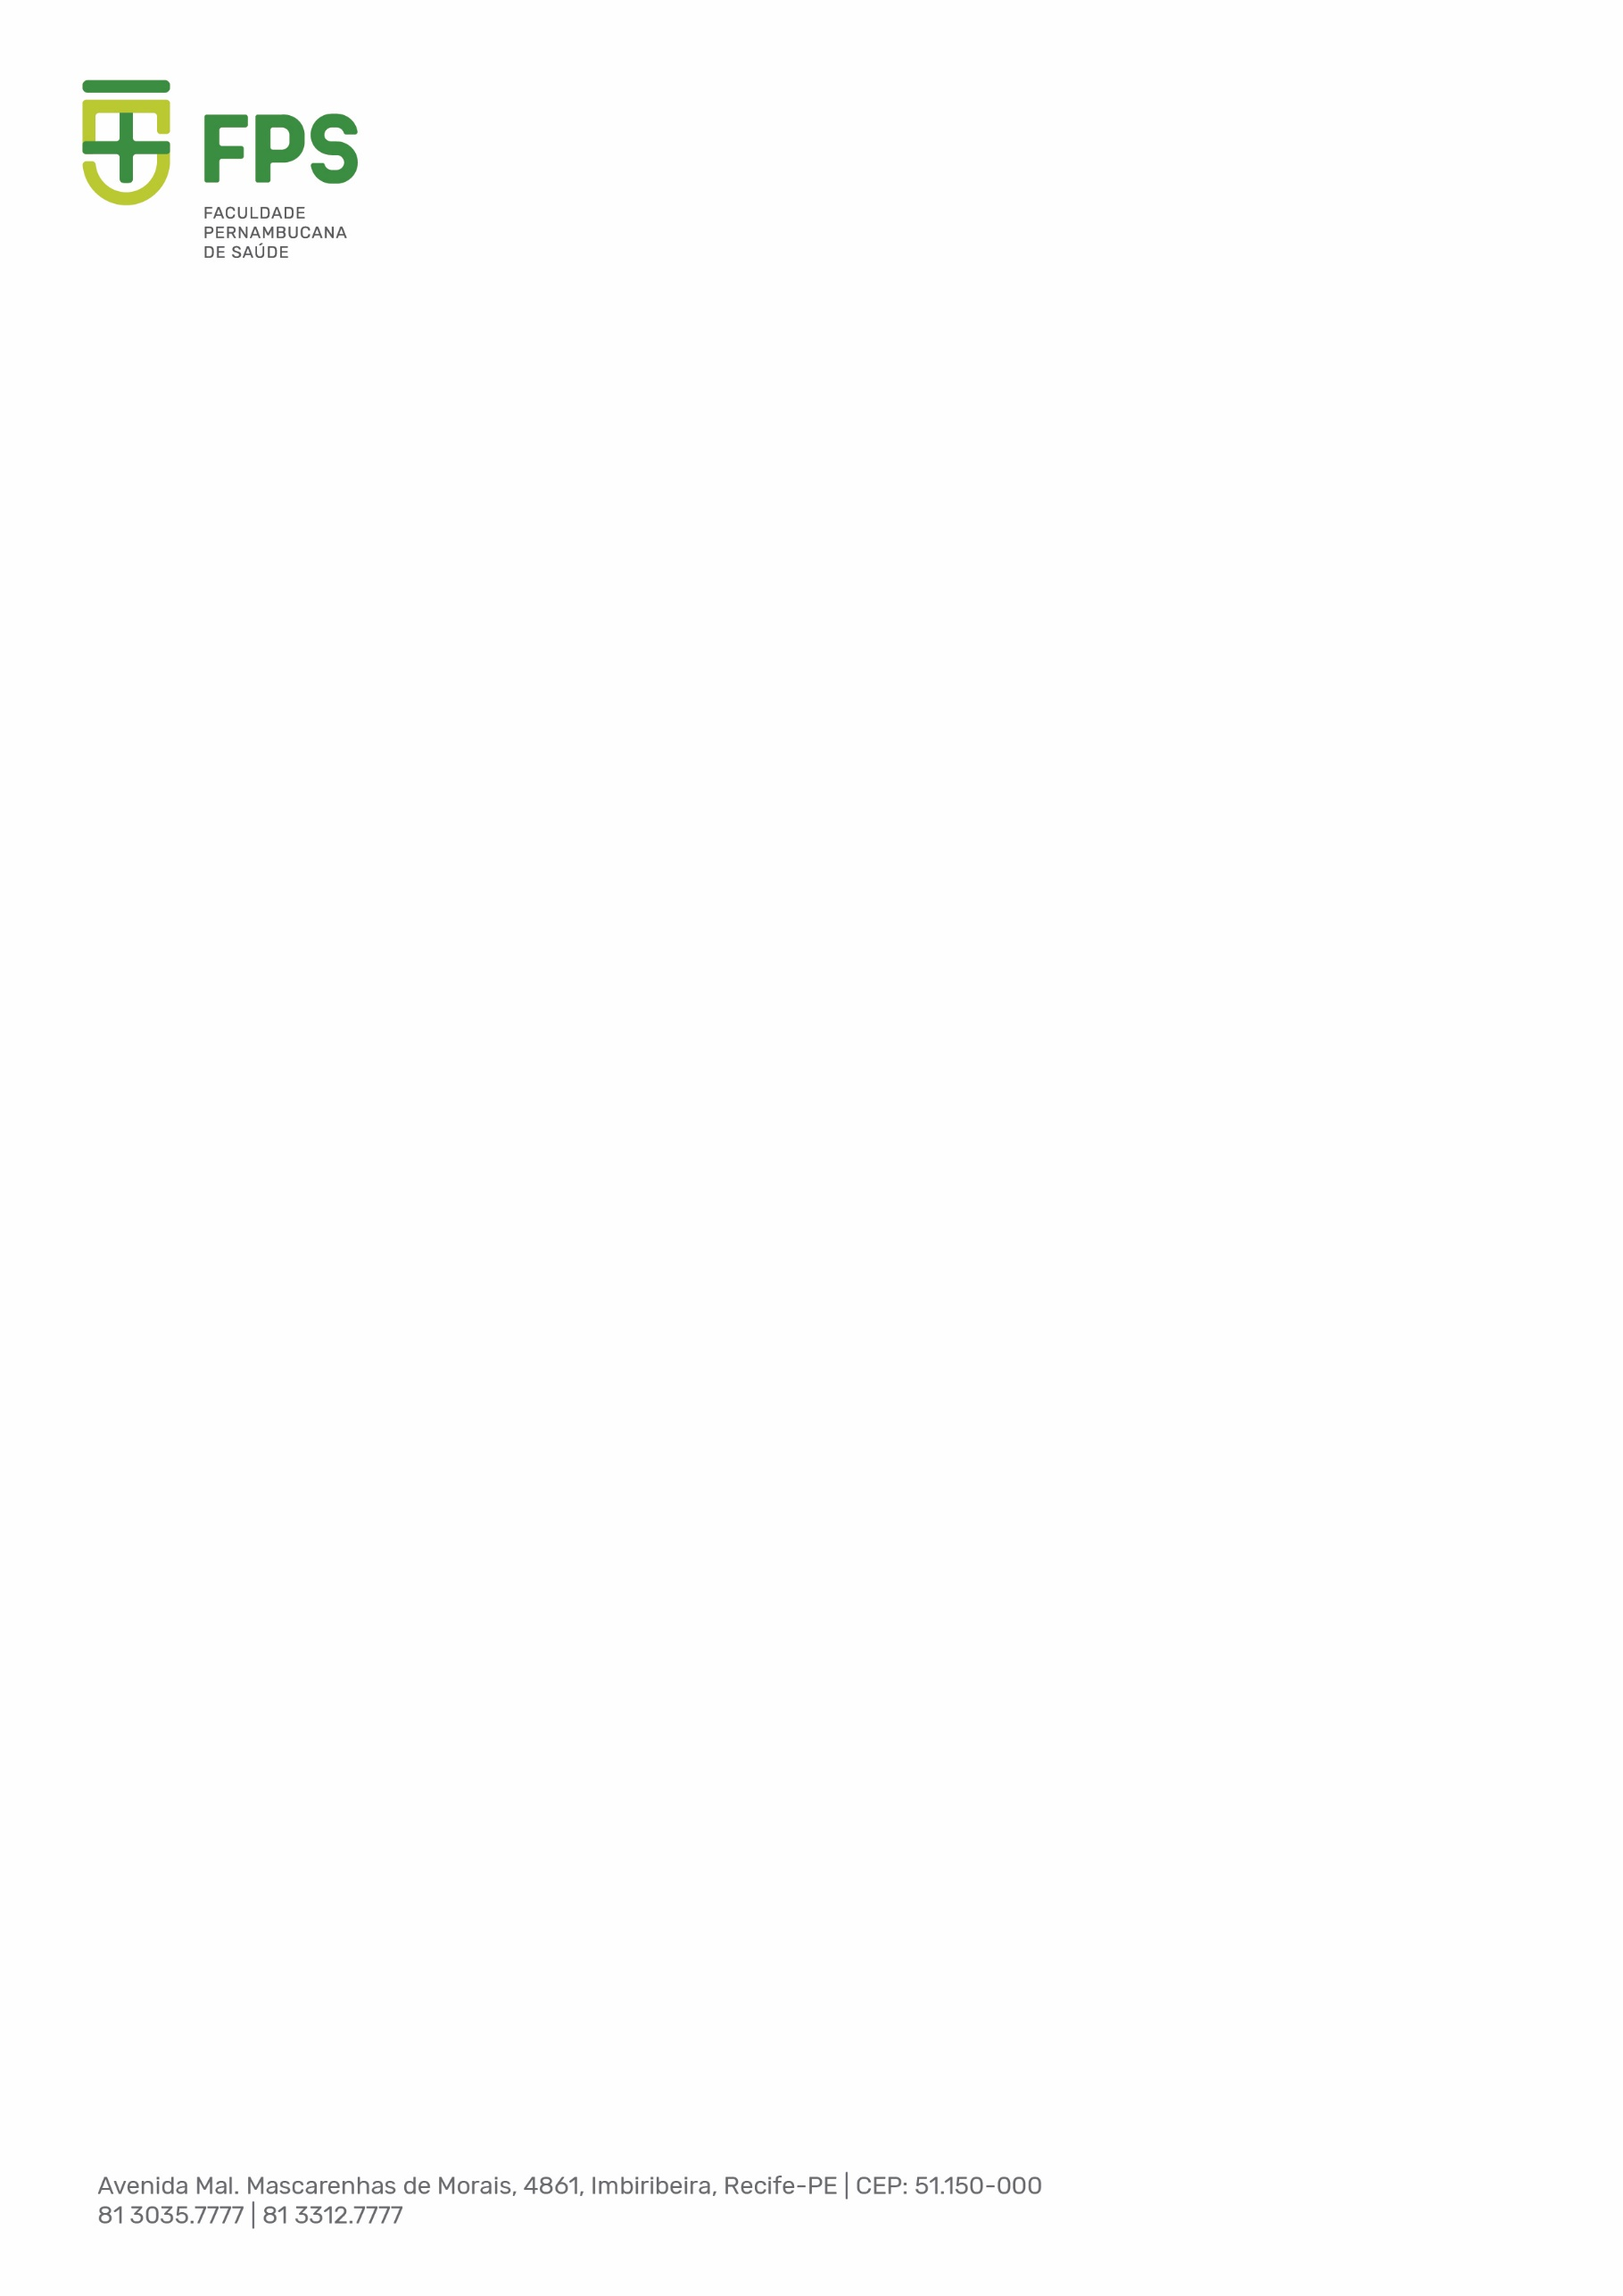 FPS
FACULDADE
PERNAMBUCANA
DE SAÚDE
Avenida Mal. Mascarenhas de Morais, 4861, Imbiribeira, Recife-PE | CEP: 51.150-000
81 3035.7777 | 81 3312.7777